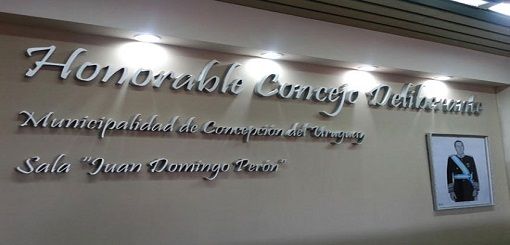 Honorable Concejo Deliberante
Municipalidad de Concepción del Uruguay
Sala "Juan Domingo Perón"